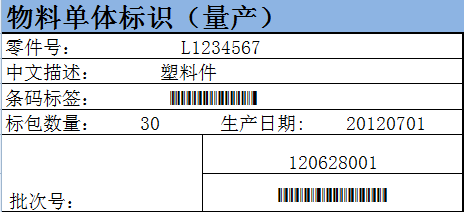 物料单体标识（量产）
零件号： L1234567
中文描述： 塑料件
条码标签：
标包数量： 30 生产日期: 20120701
120628001
批次号：